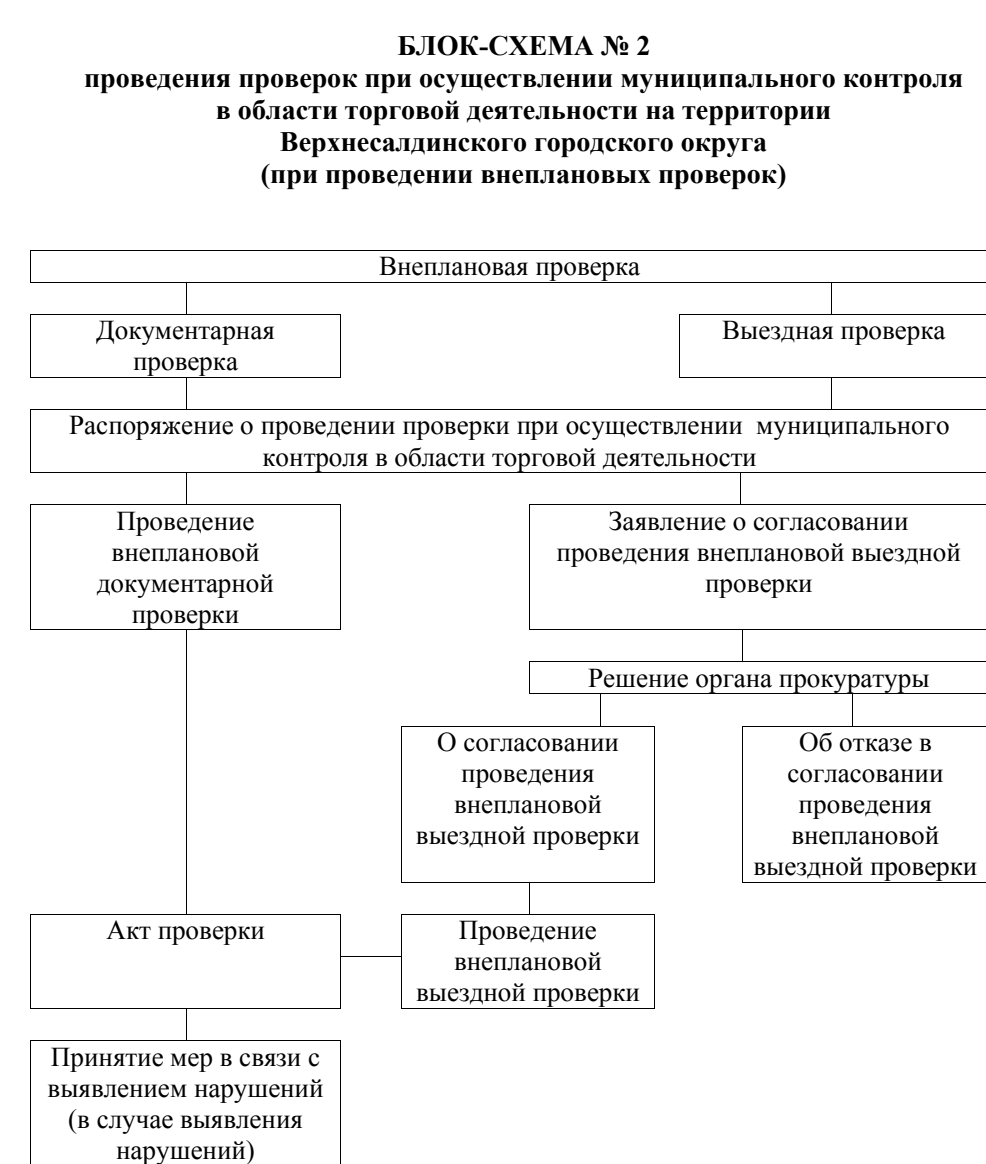 БЛОК-СХЕМА № 2
проведения проверок при осуществлении муниципального контроля
в области торговой деятельности на территории
Верхнесалдинского городского округа
(при проведении внеплановых проверок)
Внеплановая проверка
Документарная
проверка
Выездная проверка
Распоряжение о проведении проверки при осуществлении муниципального
контроля в области торговой деятельности
Проведение
внеплановой
документарной
проверки
Заявление о согласовании
проведения внеплановой выездной
проверки
Решение органа прокуратуры
О согласовании
проведения
внеплановой
выездной проверки
Об отказе в
согласовании
проведения
внеплановой
выездной проверки
Акт проверки
Проведение
внеплановой
выездной проверки
Принятие мер в связи с
выявлением нарушений
(в случае выявления
нарушений)